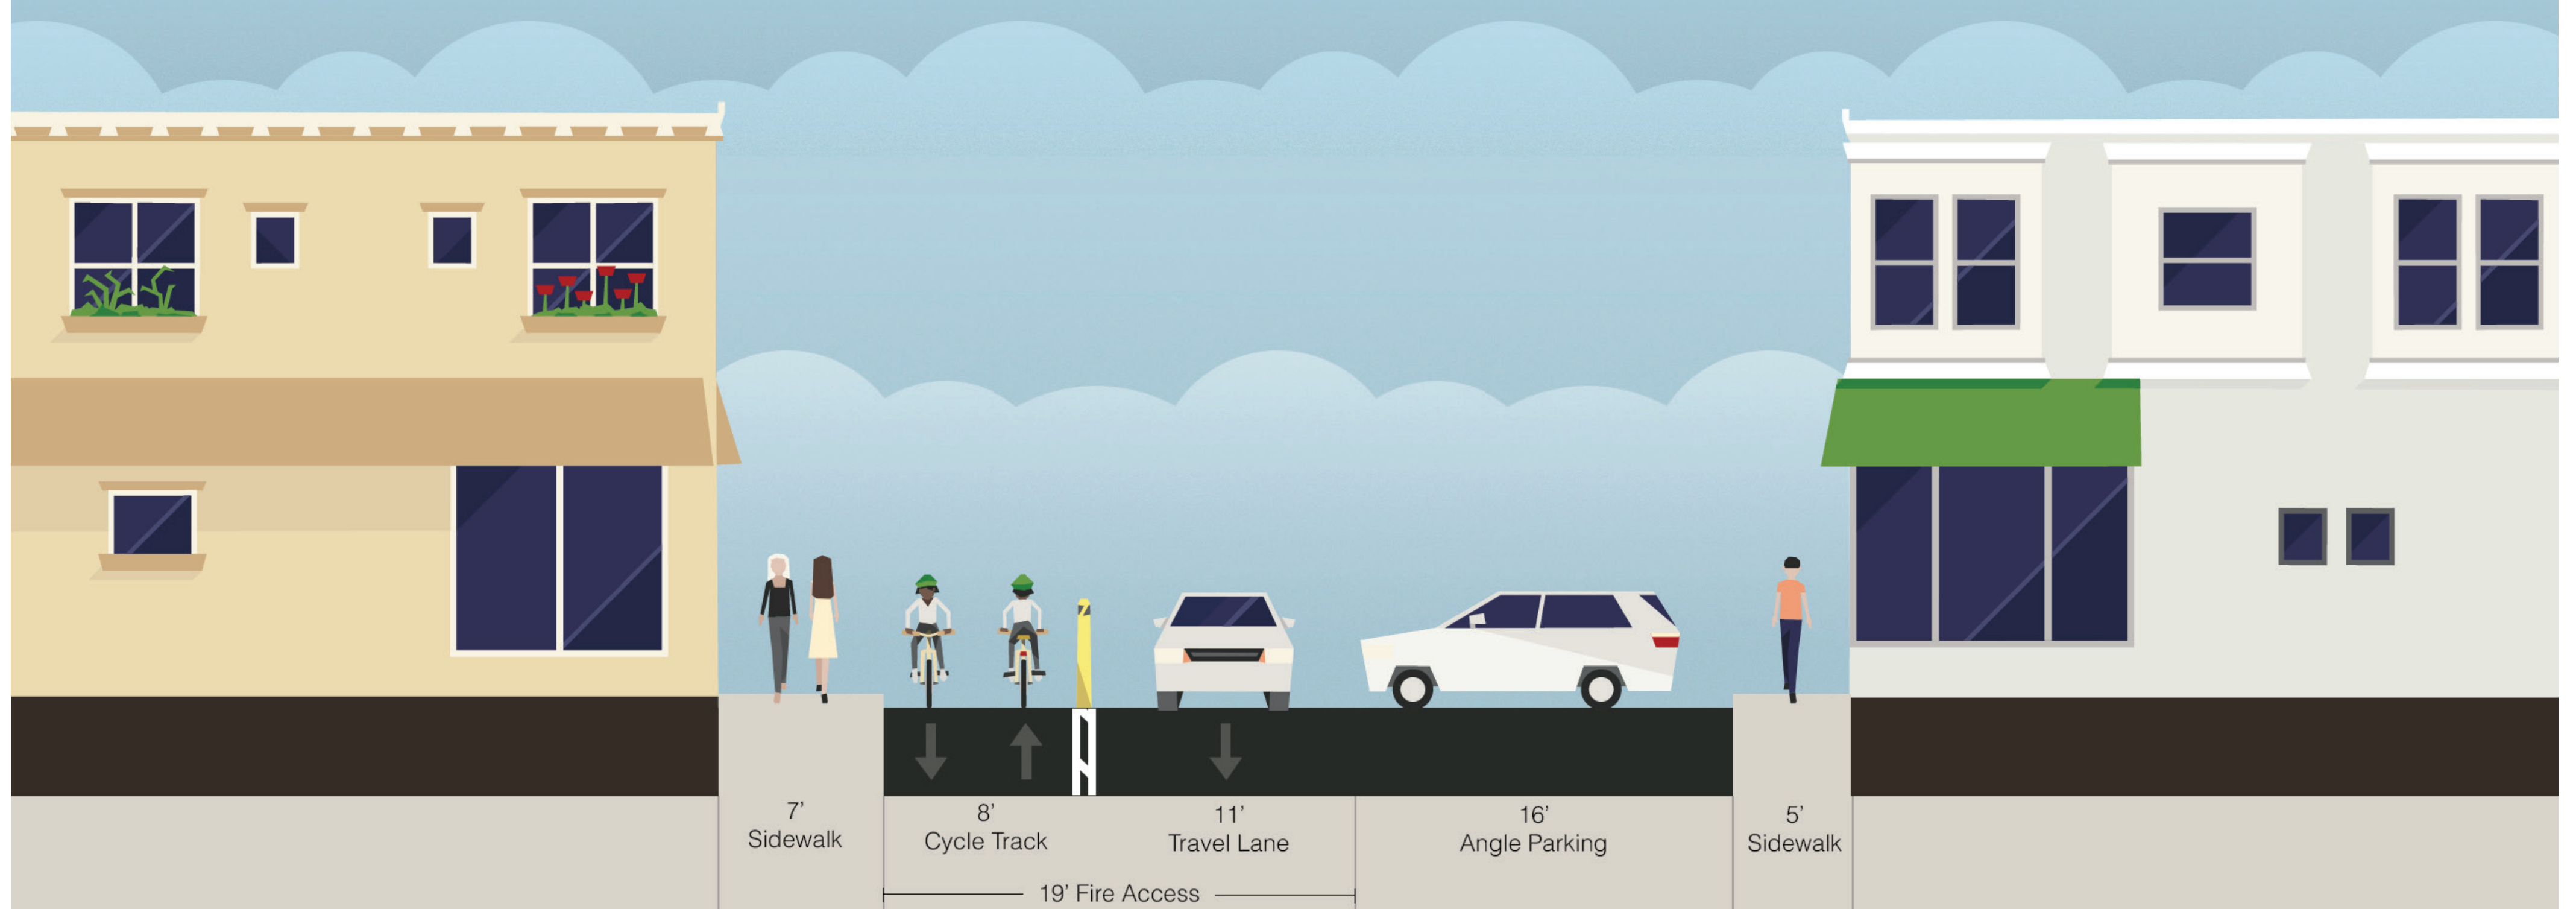 7’
Sidewalk
8’
Cycle Track
11’
Travel Lane
16’
Angle Parking
5’
Sidewalk
19’ Fire Access